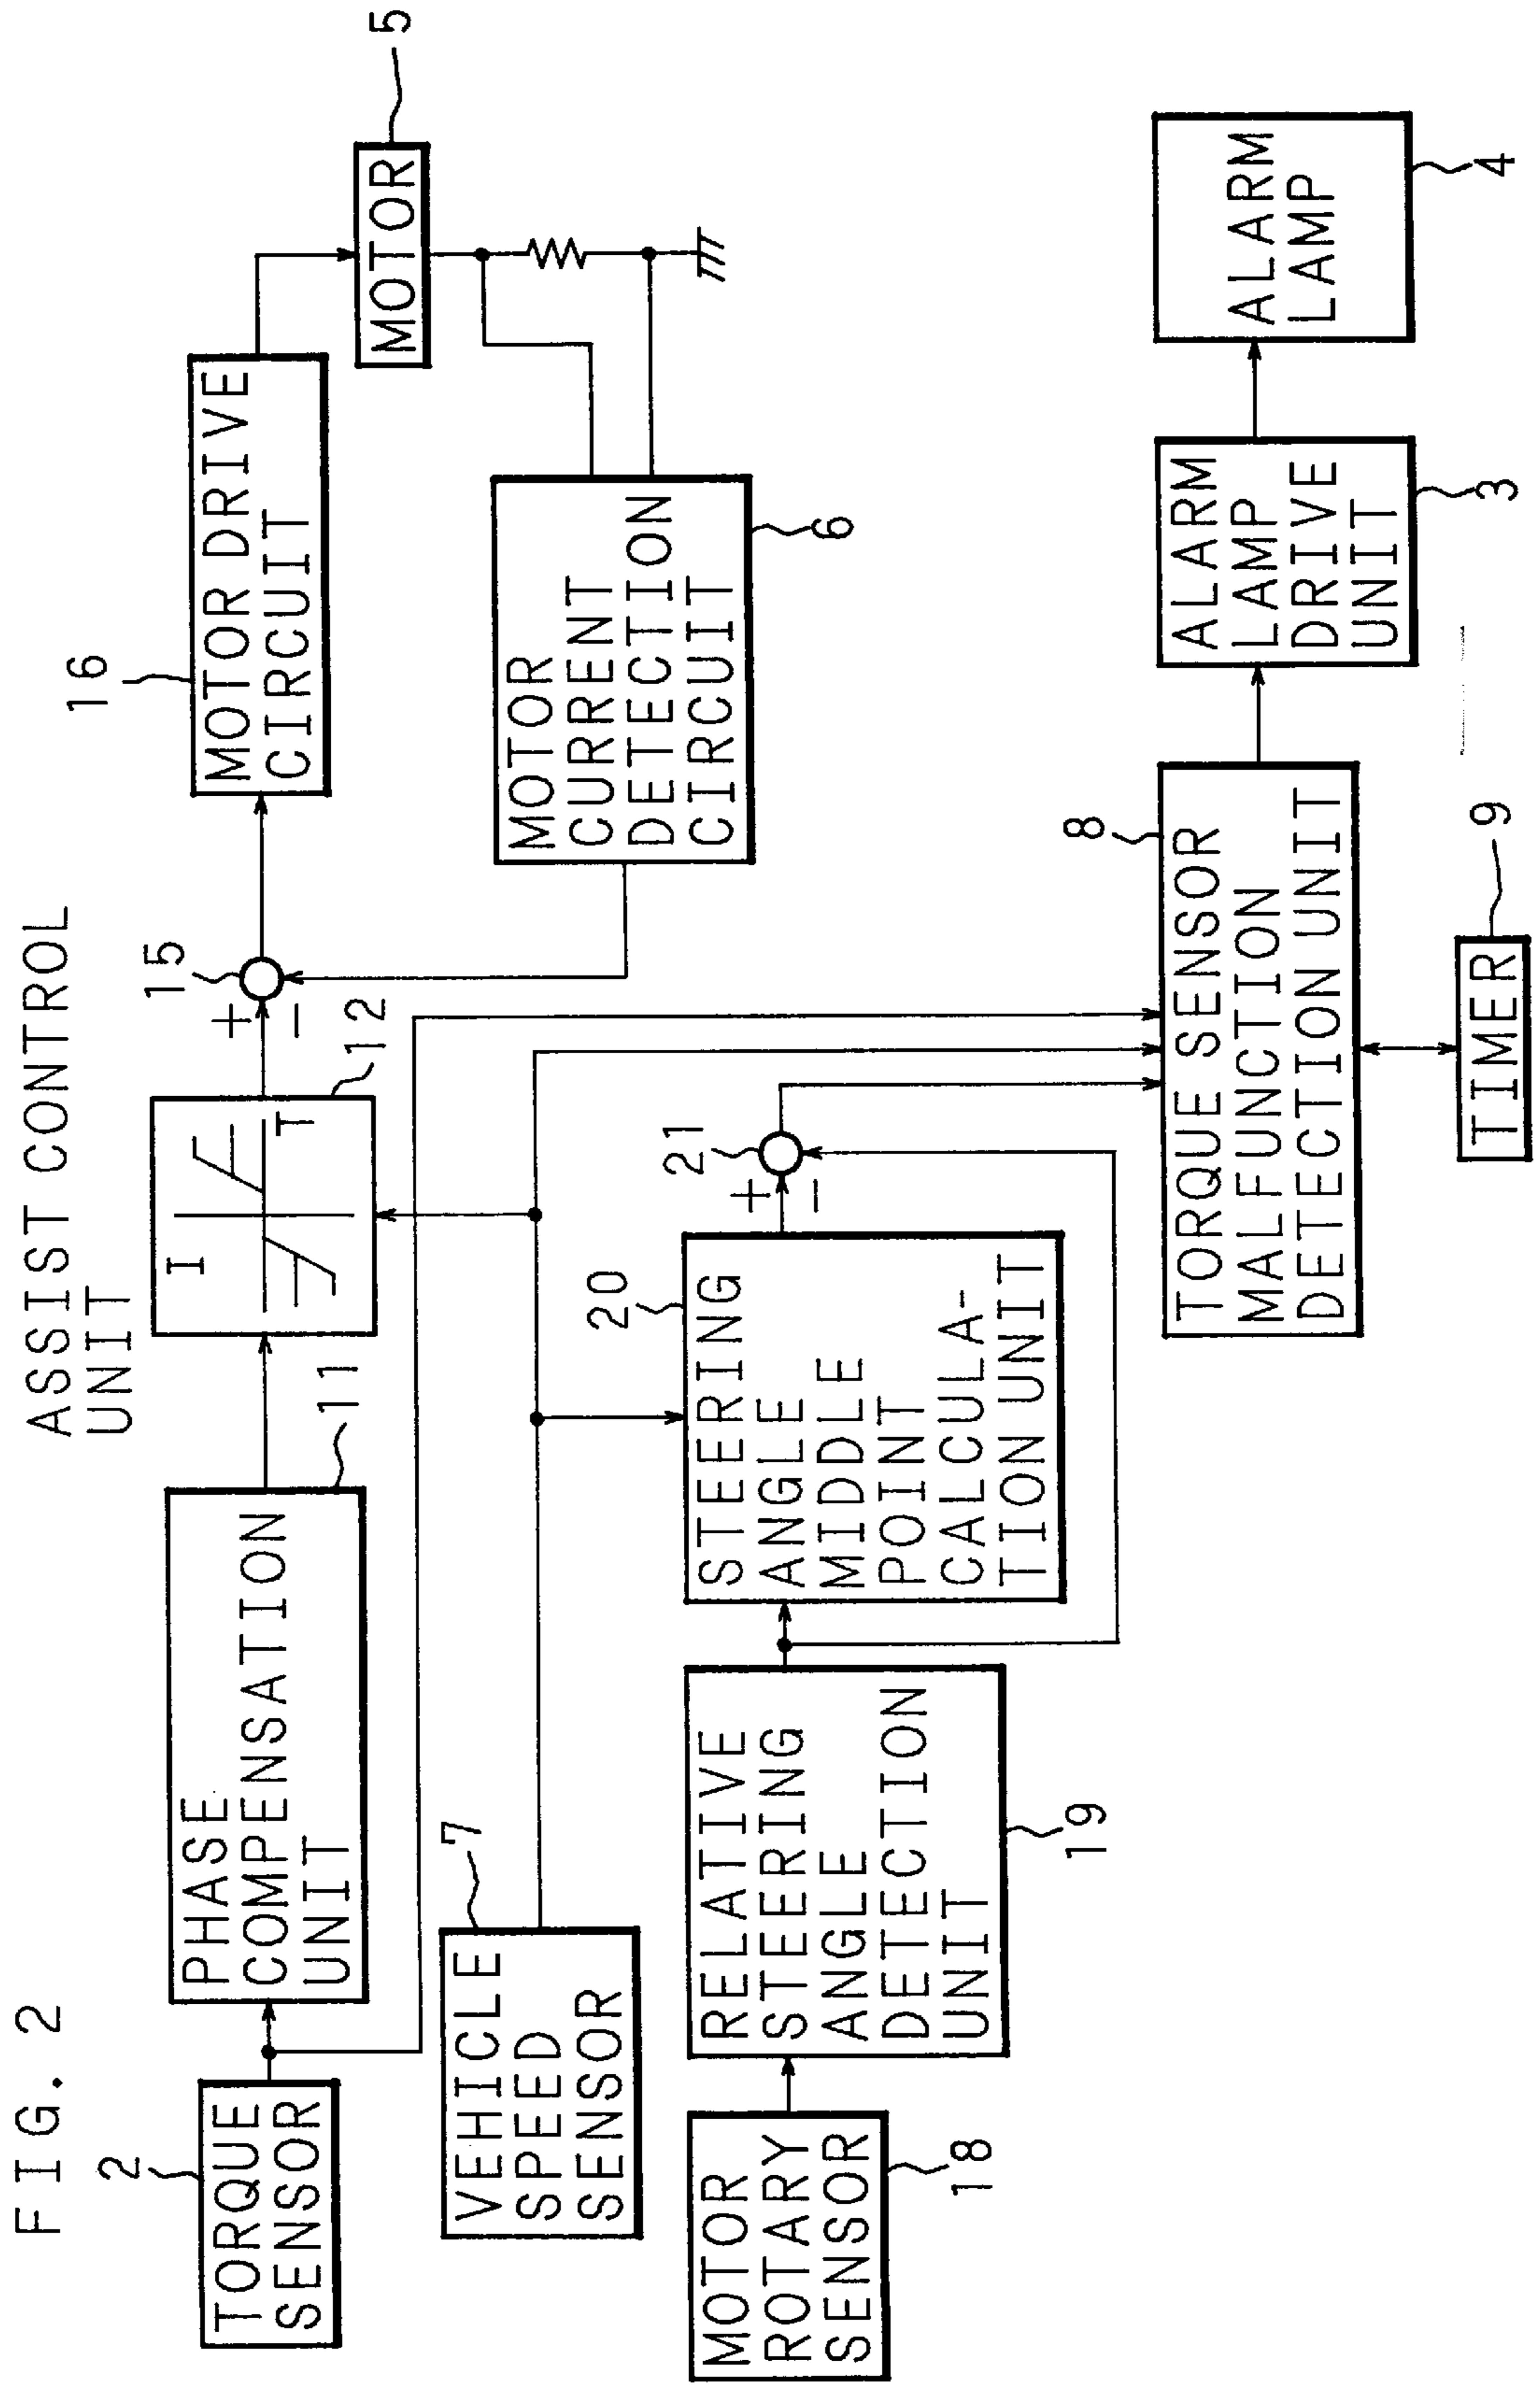 FIG. 2
ASSIST CONTROL
UNIT
2
TORQUE
SENSOR
PHASE
COMPENSATION
UNIT
11
I
T
12
+
−
15
16
MOTOR DRIVE
CIRCUIT
5
MOTOR
MOTOR
CURRENT
DETECTION
CIRCUIT
6
7
VEHICLE
SPEED
SENSOR
MOTOR
ROTARY
SENSOR
18
RELATIVE
STEERING
ANGLE
DETECTION
UNIT
19
20
STEERING
ANGLE
MIDDLE
POINT
CALCULA-
TION UNIT
+
−
21
8
TORQUE SENSOR
MALFUNCTION
DETECTION UNIT
TIMER
9
ALARM
LAMP
DRIVE
UNIT
3
ALARM
LAMP
4